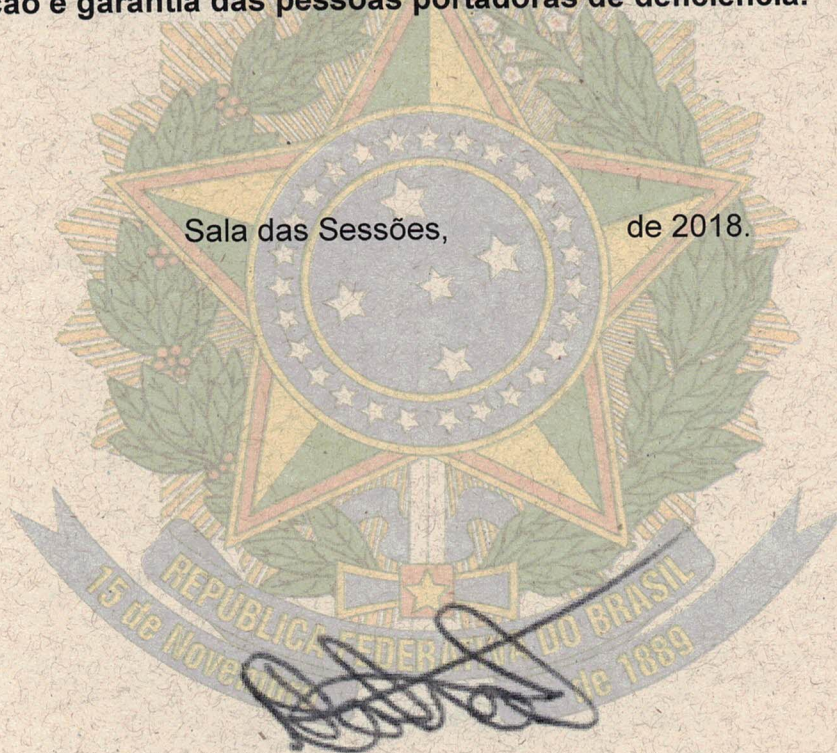 e garantia das pessoas portadoras de deficiência.
Sala das Sessões, de 2018.
REPUBLICA FEDERATIVA DO BRASIL
15 de Novembro de 1889